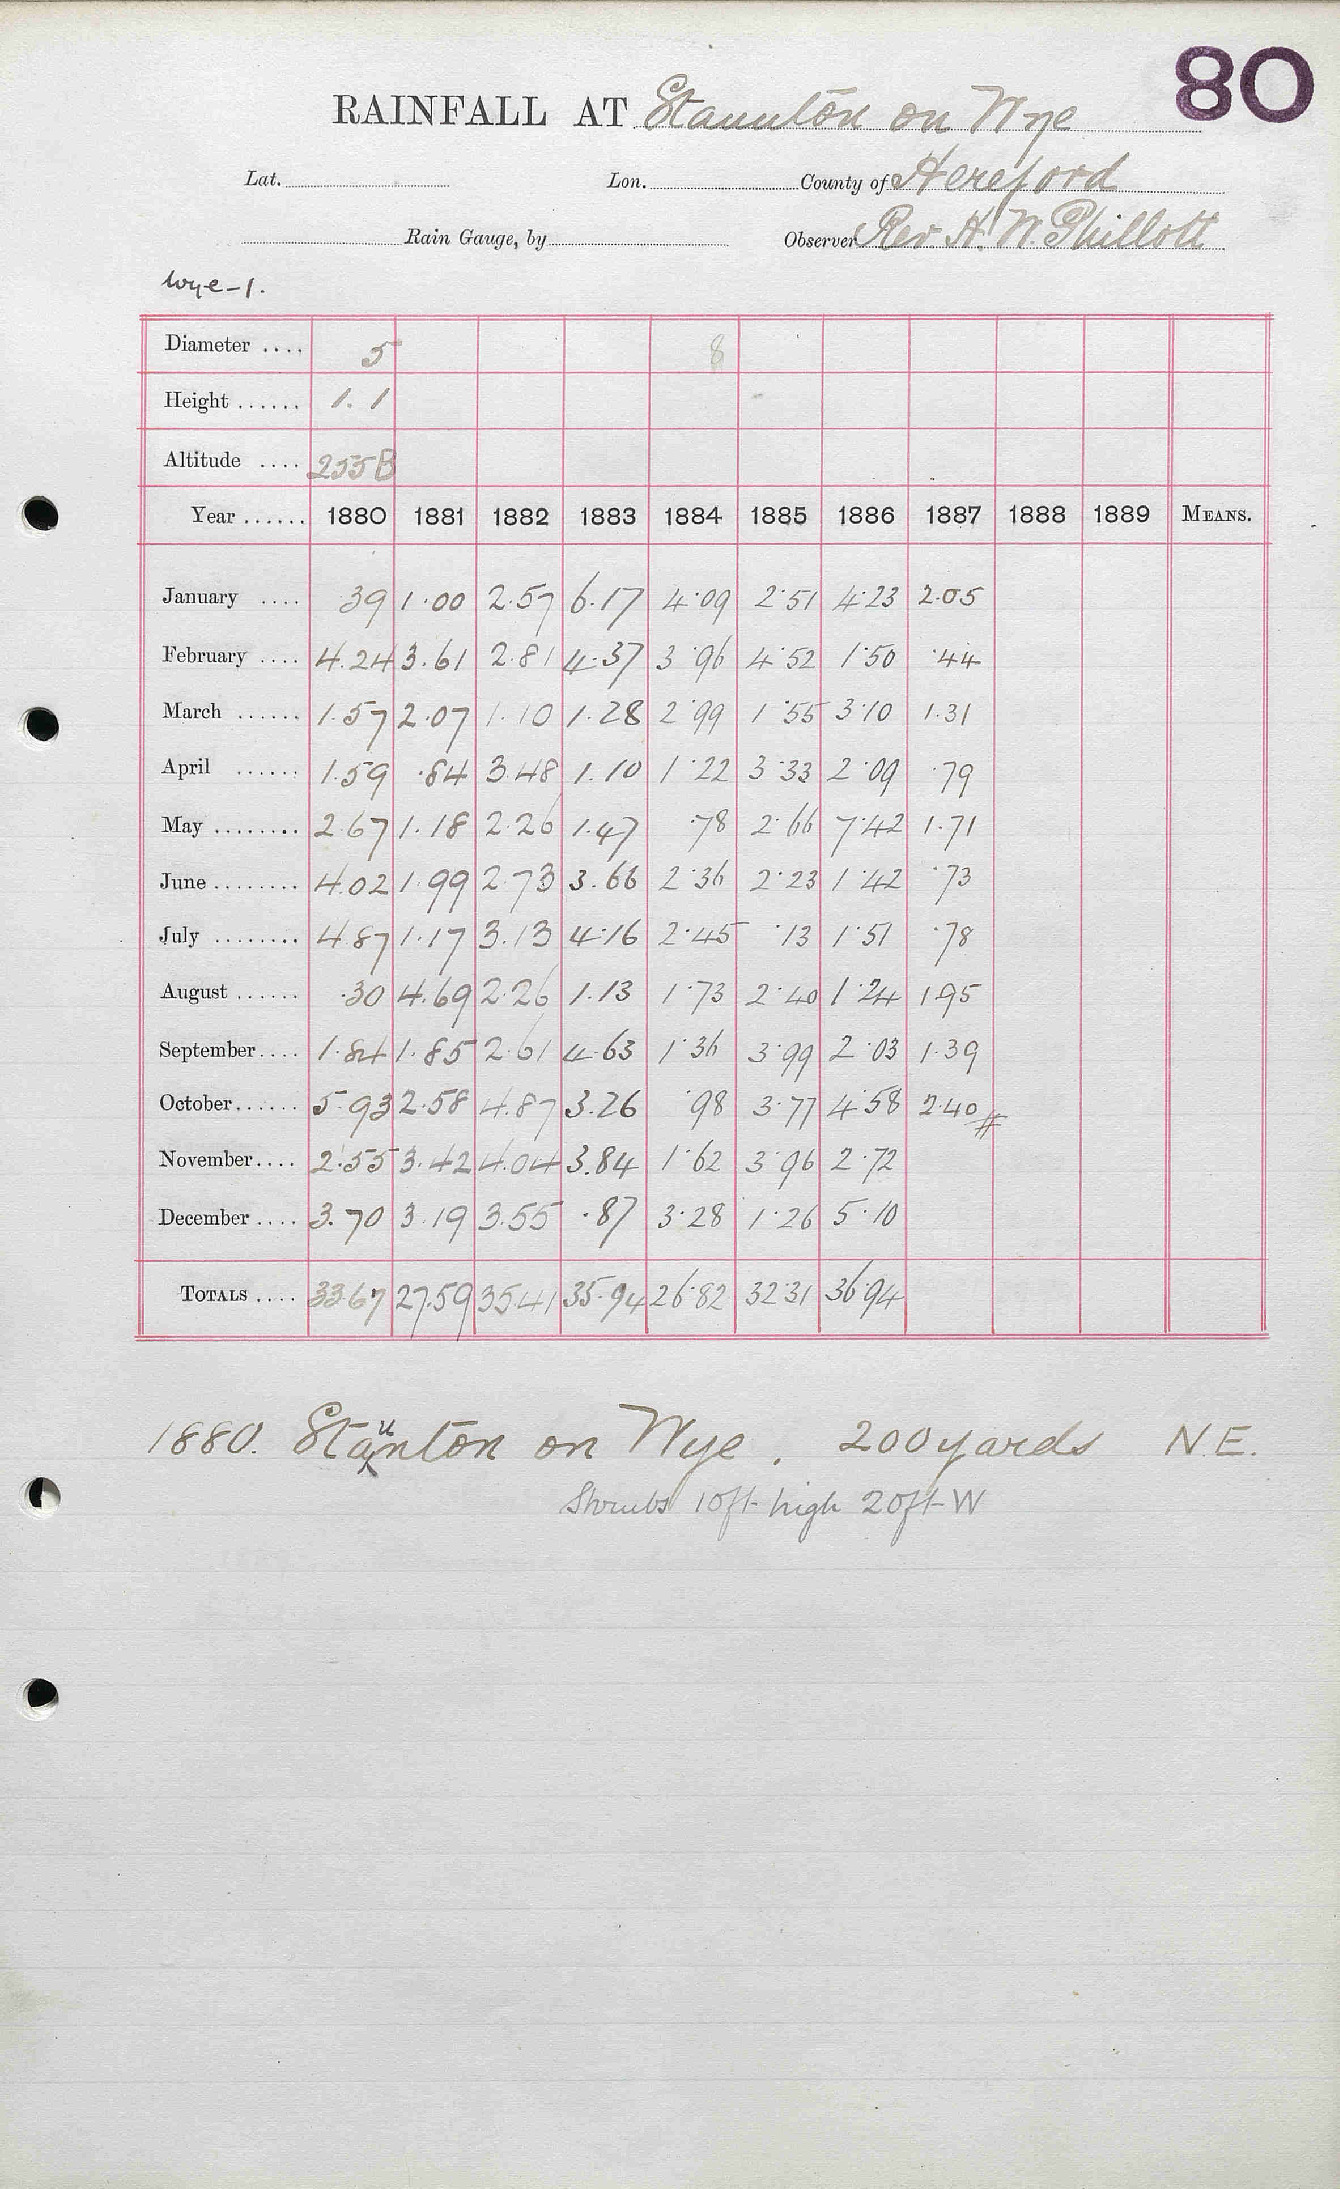 80
RAINFALL AT Staunton on Wye
Lat. Lon. County of Hereford
Rain Gauge, by Observer Rev H. W. Phillott
Wye-1.
Diameter .... 5 8
Height ...... 1.1
Altitude .... 255B
Year ...... 1880 1881 1882 1883 1884 1885 1886 1887 1888 1889 MEANS.
January .... .39 1.00 2.57 6.17 4.09 2.51 4.23 2.05
February .... 4.24 3.61 2.81 4.37 3.96 4.52 1.50 .44
March ...... 1.57 2.07 1.10 1.28 2.99 1.55 3.10 1.31
April ...... 1.59 .84 3.48 1.10 1.22 3.33 2.09 .79
May ........ 2.67 1.18 2.26 1.47 .78 2.66 7.42 1.71
June ........ 4.02 1.99 2.73 3.66 2.36 2.23 1.42 .73
July ........ 4.87 1.17 3.13 4.16 2.45 .13 1.51 .78
August ...... .30 4.69 2.26 1.13 1.73 2.40 1.24 1.95
September.... 1.84 1.85 2.61 4.63 1.36 3.99 2.03 1.39
October...... 5.93 2.58 4.87 3.26 .98 3.77 4.58 2.40 #
November.... 2.55 3.42 4.04 3.84 1.62 3.96 2.72
December .... 3.70 3.19 3.55 .87 3.28 1.26 5.10
TOTALS .... 33.67 27.59 35.41 35.94 26.82 32.31 36.94
1880. Staunton on Wye. 200 yards N.E.
Shrubs 10ft high 20ft W